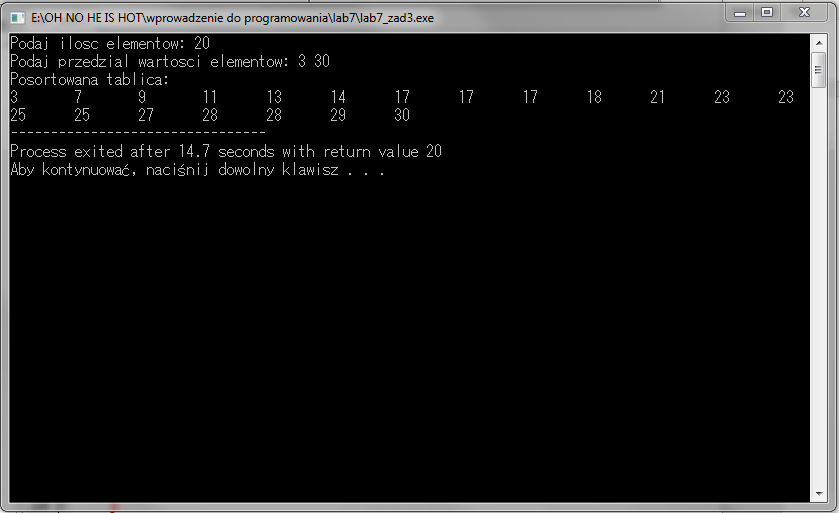 E:\OH NO HE IS HOT\wprowadzenie do programowania\lab7\lab7_zad3.exe
Podaj ilosc elementow: 20
Podaj przedzial wartosci elementow: 3 30
Posortowana tablica:
3 7 9 11 13 14 17 17 17 18 21 23 23
25 25 27 28 28 29 30
--------------------------------
Process exited after 14.7 seconds with return value 20
Aby kontynuować, naciśnij dowolny klawisz . . .